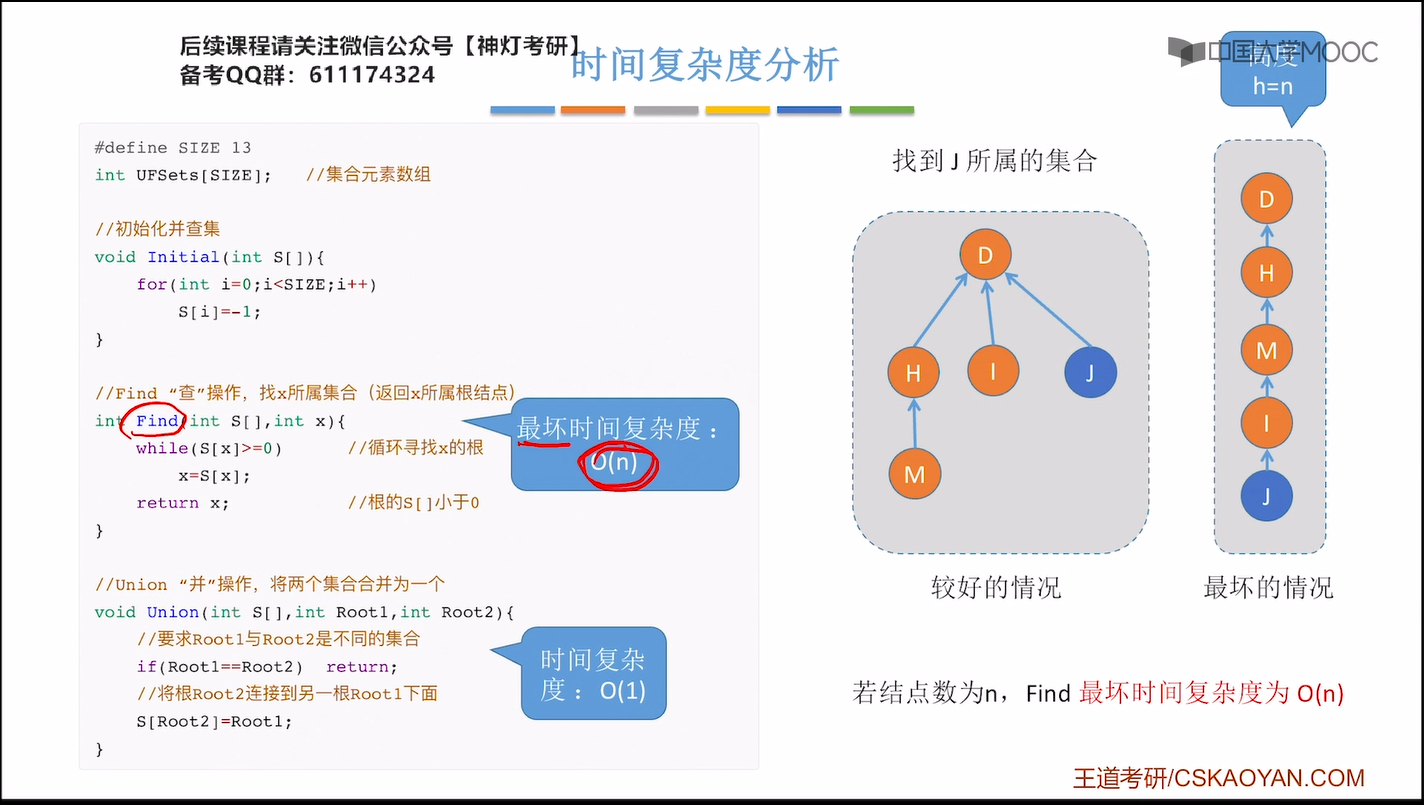 后续课程请关注微信公众号【神灯考研】
备考QQ群：611174324
时间复杂度分析
中国大学MOOC
高度
h=n
#define SIZE 13
int UFSets[SIZE];   //集合元素数组
//初始化并查集
void Initial(int S[]){
    for(int i=0;i<SIZE;i++)
        S[i]=-1;
}
//Find “查”操作，找x所属集合（返回x所属根结点）
int Find(int S[],int x){
    while(S[x]>=0)      //循环寻找x的根
        x=S[x];
    return x;           //根的S[]小于0
}
最坏时间复杂度：
O(n)
//Union “并”操作，将两个集合合并为一个
void Union(int S[],int Root1,int Root2){
    //要求Root1与Root2是不同的集合
    if(Root1==Root2)  return;
    //将根Root2连接到另一根Root1下面
    S[Root2]=Root1;
}
时间复杂
度：O(1)
找到 J 所属的集合
D
H
I
J
M
较好的情况
D
H
M
I
J
最坏的情况
若结点数为n，Find 最坏时间复杂度为 O(n)
王道考研/CSKAOYAN.COM